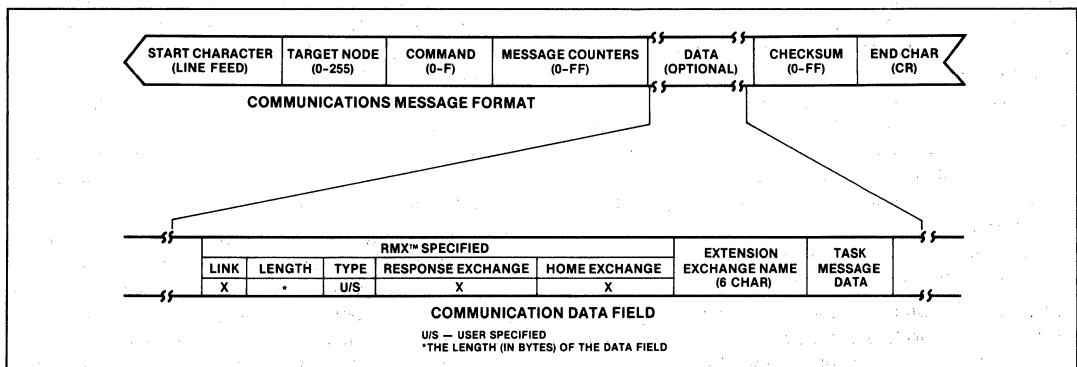 START CHARACTER
(LINE FEED)
TARGET NODE
(0-255)
COMMAND
(0-F)
MESSAGE COUNTERS
(0-FF)
DATA
(OPTIONAL)
CHECKSUM
(0-FF)
END CHAR
(CR)
COMMUNICATIONS MESSAGE FORMAT
RMX™ SPECIFIED
LINK
LENGTH
TYPE
RESPONSE EXCHANGE
HOME EXCHANGE
X
*
U/S
X
X
EXTENSION
EXCHANGE NAME
(6 CHAR)
TASK
MESSAGE
DATA
COMMUNICATION DATA FIELD
U/S — USER SPECIFIED
*THE LENGTH (IN BYTES) OF THE DATA FIELD